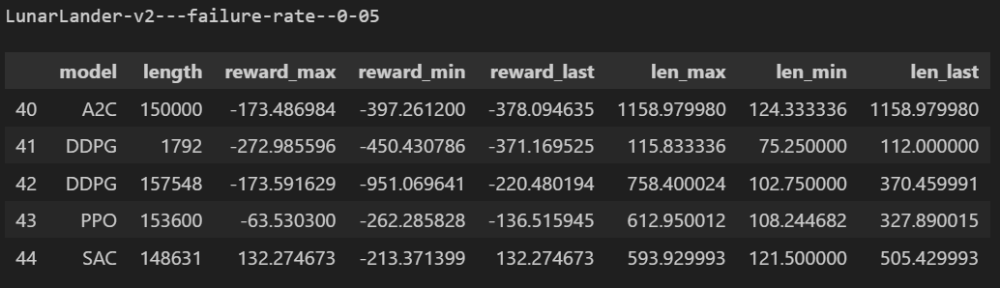 LunarLander-v2---failure-rate--0-05
model length reward_max reward_min reward_last len_max len_min len_last
40 A2C 150000 -173.486984 -397.261200 -378.094635 1158.979980 124.333336 1158.979980
41 DDPG 1792 -272.985596 -450.430786 -371.169525 115.833336 75.250000 112.000000
42 DDPG 157548 -173.591629 -951.069641 -220.480194 758.400024 102.750000 370.459991
43 PPO 153600 -63.530300 -262.285828 -136.515945 612.950012 108.244682 327.890015
44 SAC 148631 132.274673 -213.371399 132.274673 593.929993 121.500000 505.429993